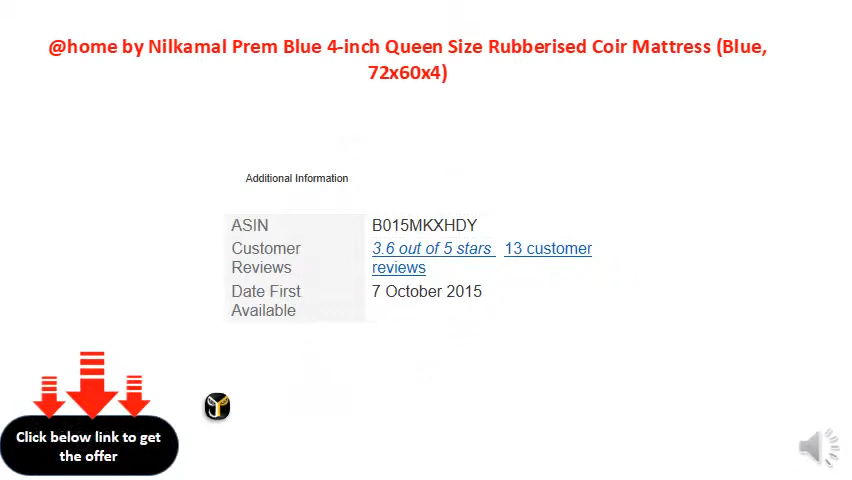 @home by Nilkamal Prem Blue 4-inch Queen Size Rubberised Coir Mattress (Blue,
72x60x4)
Additional Information
ASIN B015MKXHDY
Customer 3.6 out of 5 stars 13 customer
Reviews reviews
Date First 7 October 2015
Available
Click below link to get
the offer